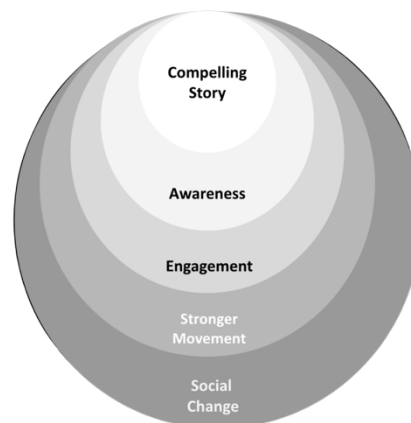 Compelling
Story
Awareness
Engagement
Stronger
Movement
Social
Change